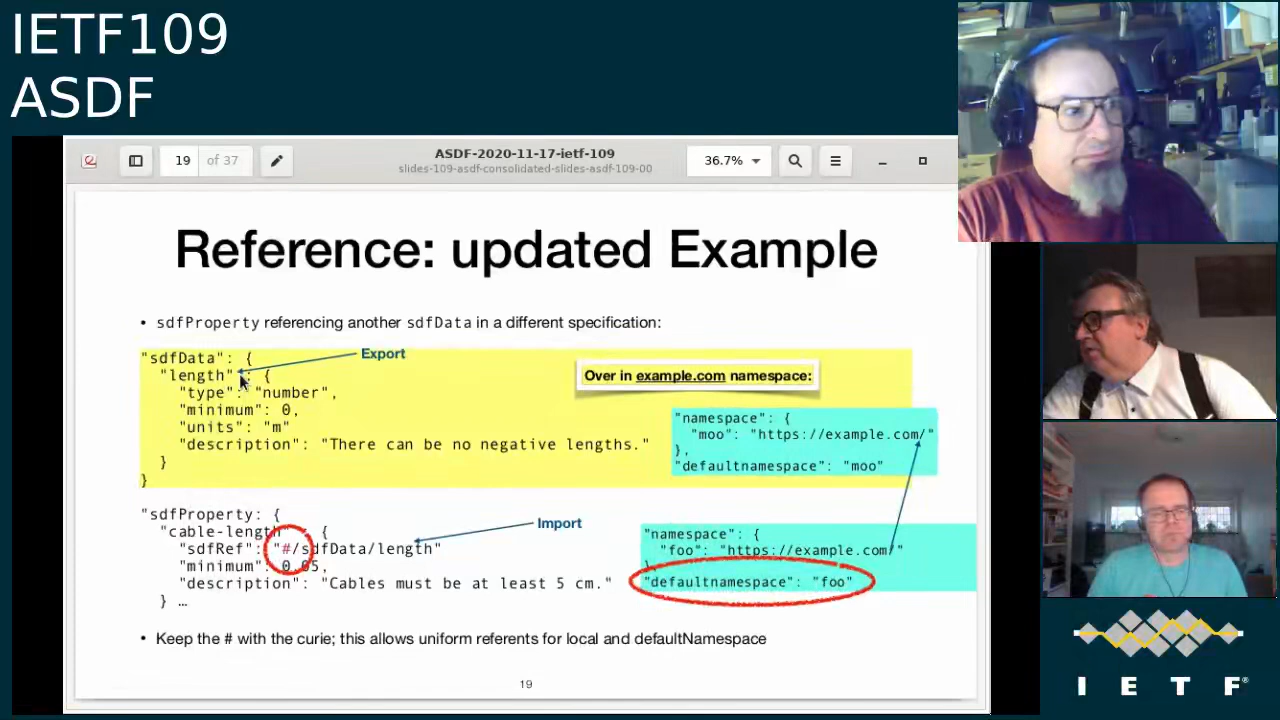 IETF109
ASDF
19 of 37
ASDF-2020-11-17-ietf-109
slides-109-asdf-consolidated-slides-asdf-109-00
36.7%
Reference: updated Example
• sdfProperty referencing another sdfData in a different specification:
"sdfData": {
Export
"length" : {
"type": "number",
"minimum": 0,
"units": "m"
"description": "There can be no negative lengths."
}
}
Over in example.com namespace:
"namespace": {
"moo": "https://example.com/"
},
"defaultnamespace": "moo"
"sdfProperty: {
"cable-length" : {
"sdfRef": "#/sdfData/length"
"minimum": 0.05,
"description": "Cables must be at least 5 cm."
} …
Import
"namespace": {
"foo": "https://example.com/"
},
"defaultnamespace": "foo"
• Keep the # with the curie; this allows uniform referents for local and defaultNamespace
19
I E T F®